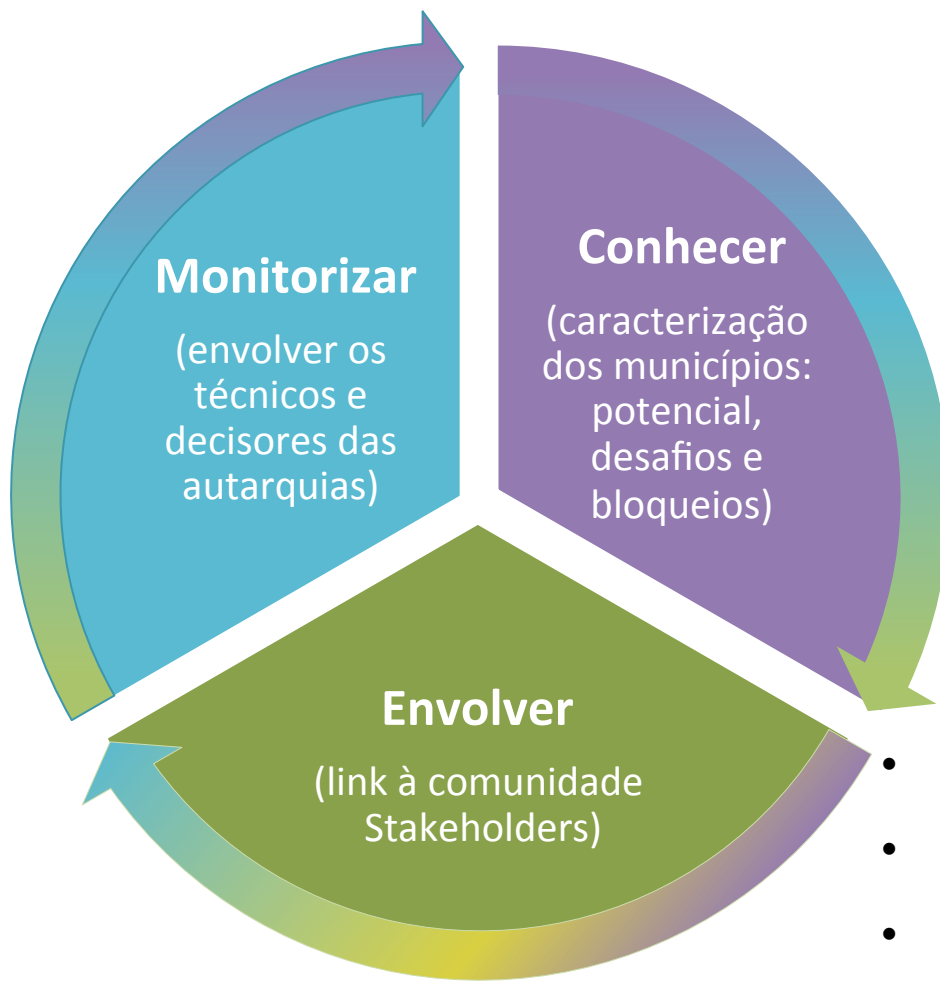 Monitorizar
(envolver os
técnicos e
decisores das
autarquias)
Conhecer
(caracterização
dos municípios:
potencial,
desafios e
bloqueios)
Envolver
(link à comunidade
Stakeholders)
•
•
•